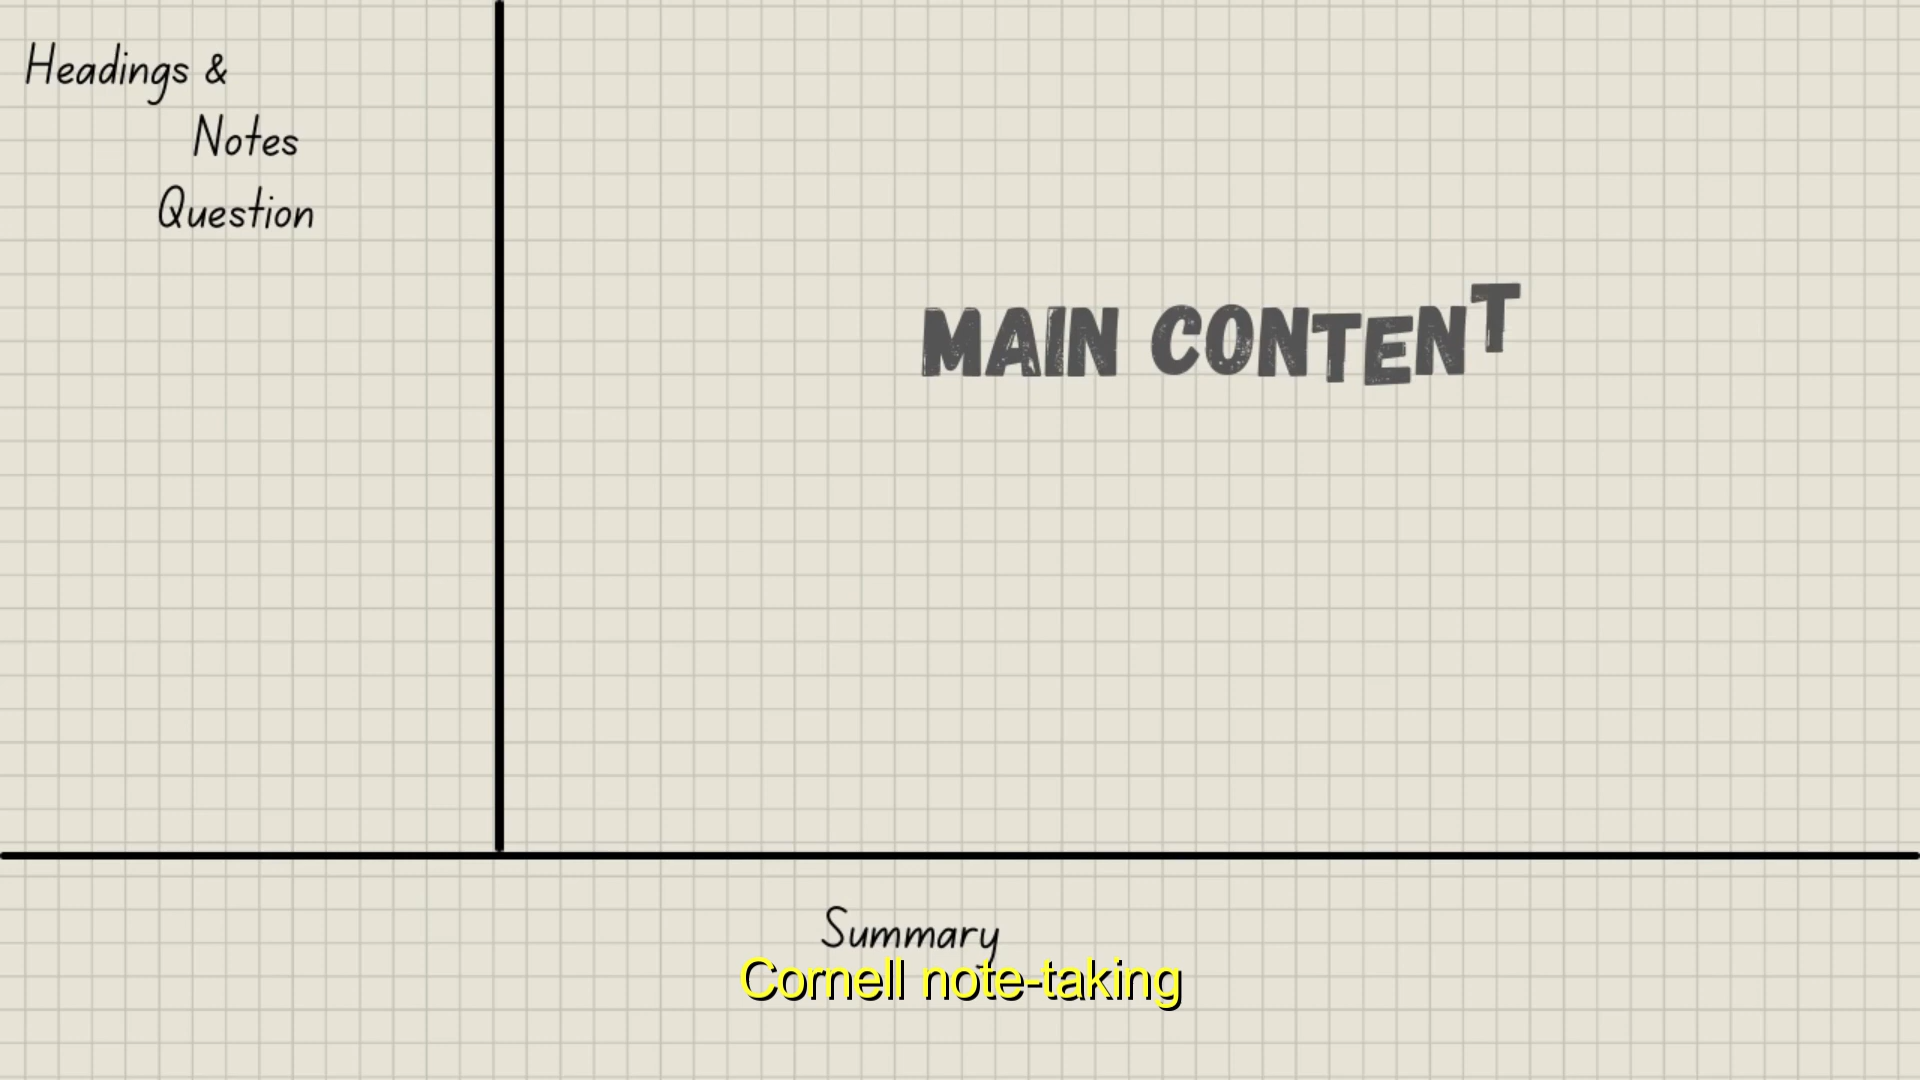 Headings &
Notes
Question
MAIN CONTENT
Summary
Cornell note-taking